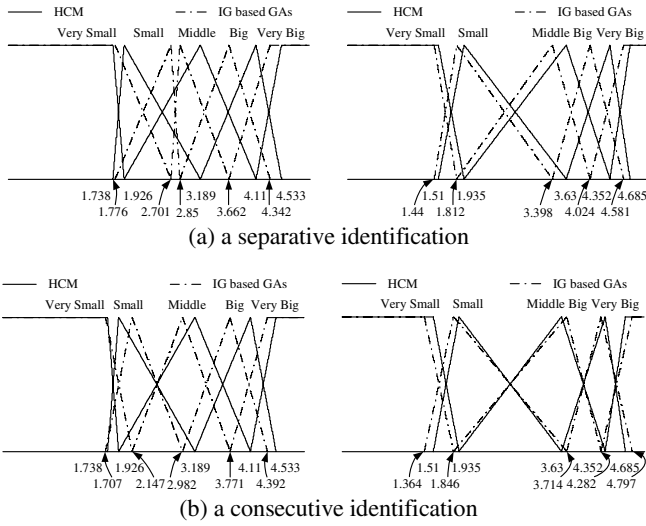 HCM IG based GAs HCM IG based GAs
Very Small Small Middle Big Very Big Very Small Small Middle Big Very Big
1.738 1.926 3.189 4.11 4.533 1.51 1.935 3.63 4.352 4.685
1.776 2.701 2.85 3.662 4.342 1.44 1.812 3.398 4.024 4.581
(a) a separative identification
HCM IG based GAs HCM IG based GAs
Very Small Small Middle Big Very Big Very Small Small Middle Big Very Big
1.738 1.926 3.189 4.11 4.533 1.51 1.935 3.63 4.352 4.685
1.707 2.147 2.982 3.771 4.392 1.364 1.846 3.714 4.282 4.797
(b) a consecutive identification